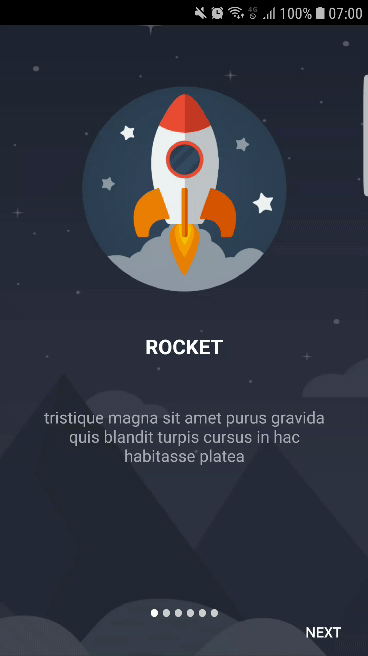 4G 100% 07:00
ROCKET
tristique magna sit amet purus gravida
quis blandit turpis cursus in hac
habitasse platea
NEXT